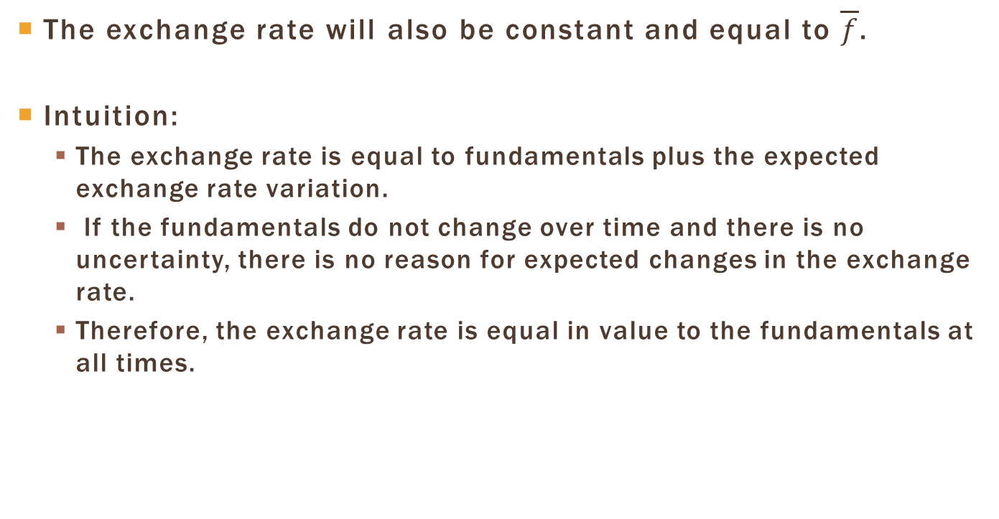 ▪ The exchange rate will also be constant and equal to f̅.
▪ Intuition:
▪ The exchange rate is equal to fundamentals plus the expected
exchange rate variation.
▪ If the fundamentals do not change over time and there is no
uncertainty, there is no reason for expected changes in the exchange
rate.
▪ Therefore, the exchange rate is equal in value to the fundamentals at
all times.